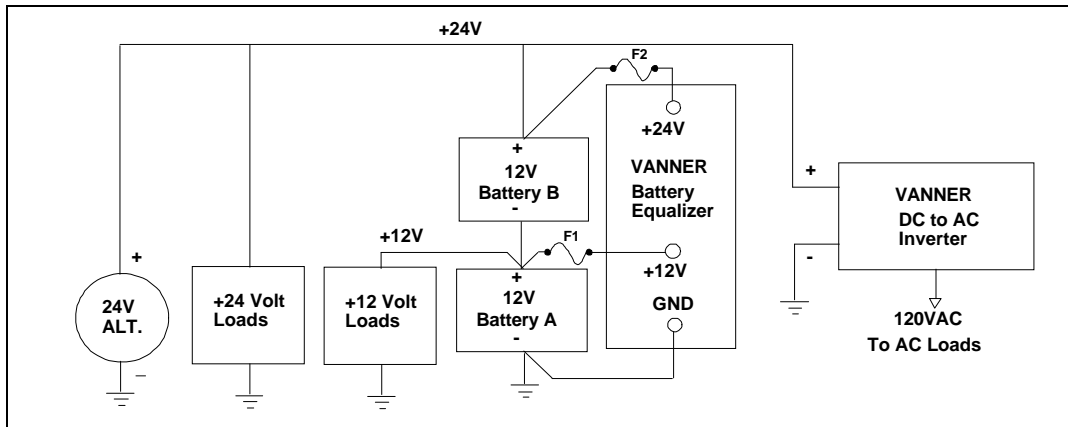 +24V
F2
+24V
+
12V
Battery B
-
VANNER
Battery
Equalizer
+
VANNER
DC to AC
Inverter
-
120VAC
To AC Loads
+12V
F1
+12V
GND
+
24V
ALT.
_
+24 Volt
Loads
+12 Volt
Loads
+
12V
Battery A
-